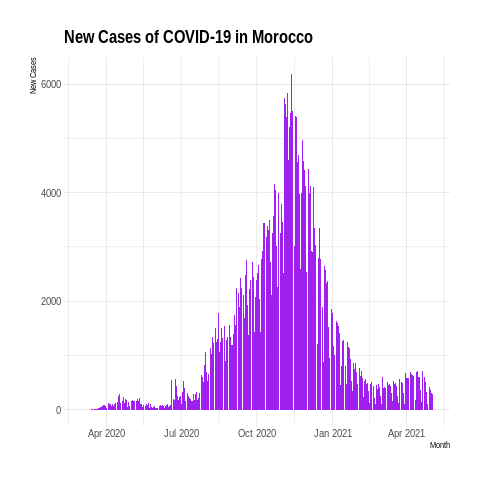 New Cases of COVID-19 in Morocco
New Cases
6000
4000
2000
0
Apr 2020 Jul 2020 Oct 2020 Jan 2021 Apr 2021
Month